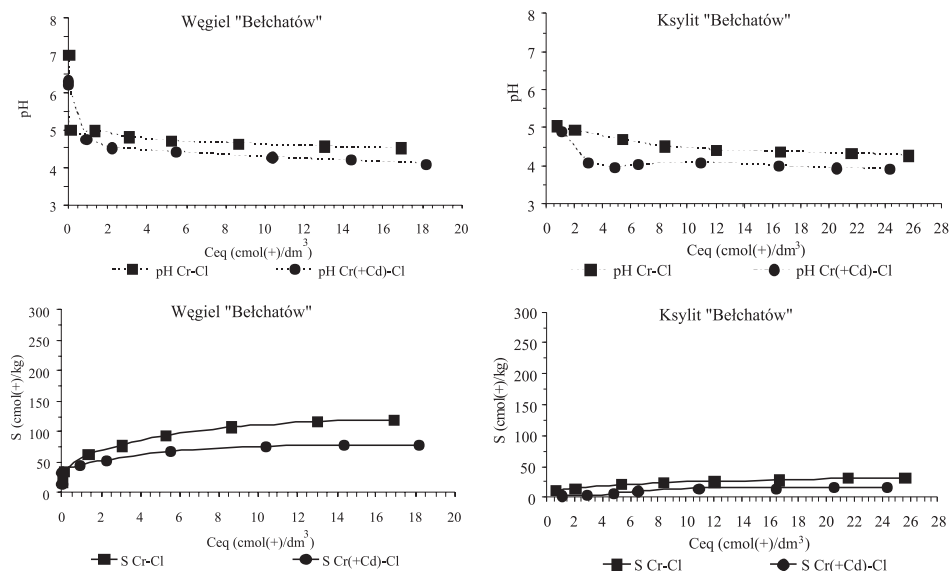 Węgiel "Bełchatów"
8
7
6
5
4
3
pH
0 2 4 6 8 10 12 14 16 18 20
Ceq (cmol(+)/dm³)
pH Cr-Cl pH Cr(+Cd)-Cl
Ksylit "Bełchatów"
8
7
6
5
4
3
pH
0 2 4 6 8 10 12 14 16 18 20 22 24 26 28
Ceq (cmol(+)/dm³)
pH Cr-Cl pH Cr(+Cd)-Cl
Węgiel "Bełchatów"
300
250
200
150
100
50
0
S (cmol(+)/kg)
0 2 4 6 8 10 12 14 16 18 20
Ceq (cmol(+)/dm³)
S Cr-Cl S Cr(+Cd)-Cl
Ksylit "Bełchatów"
300
250
200
150
100
50
0
S (cmol(+)/kg)
0 2 4 6 8 10 12 14 16 18 20 22 24 26 28
Ceq (cmol(+)/dm³)
S Cr-Cl S Cr(+Cd)-Cl